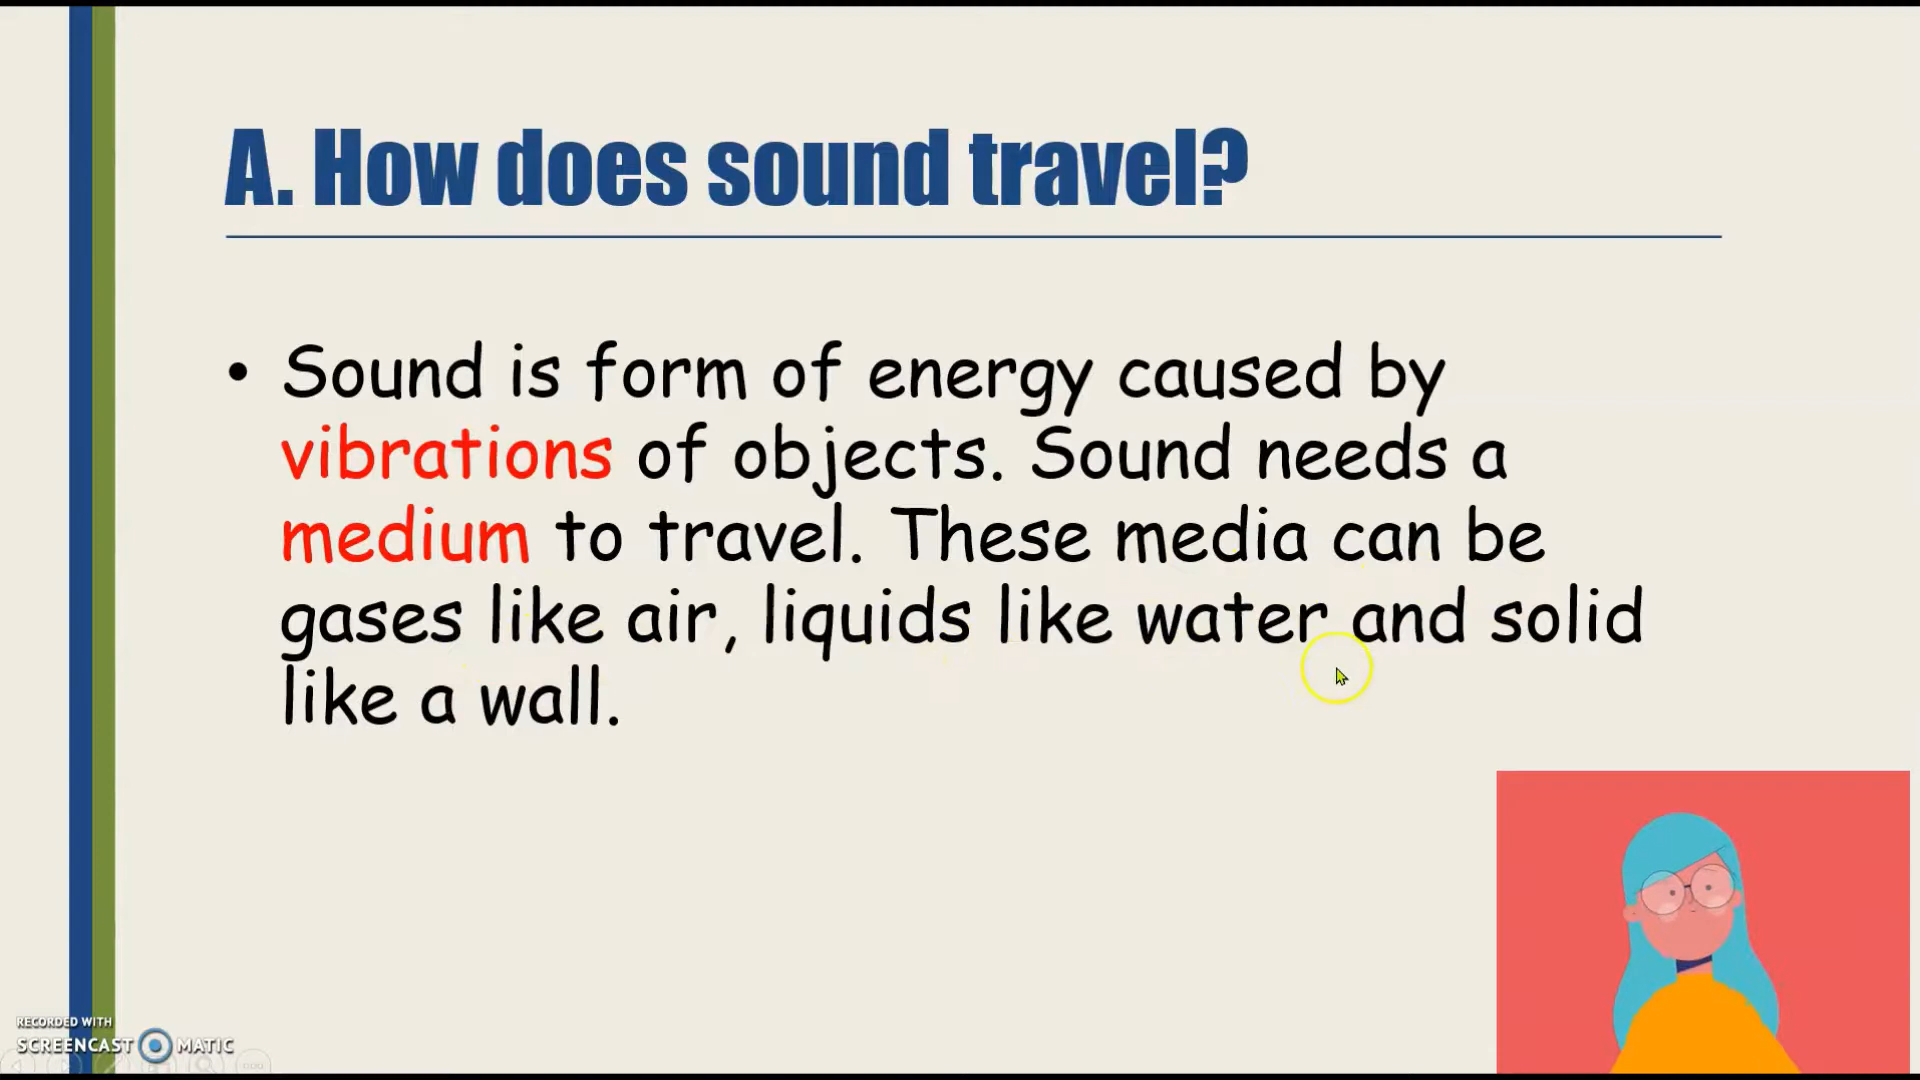 A. How does sound travel?
• Sound is form of energy caused by
vibrations of objects. Sound needs a
medium to travel. These media can be
gases like air, liquids like water and solid
like a wall.
RECORDED WITH
SCREENCAST MATIC